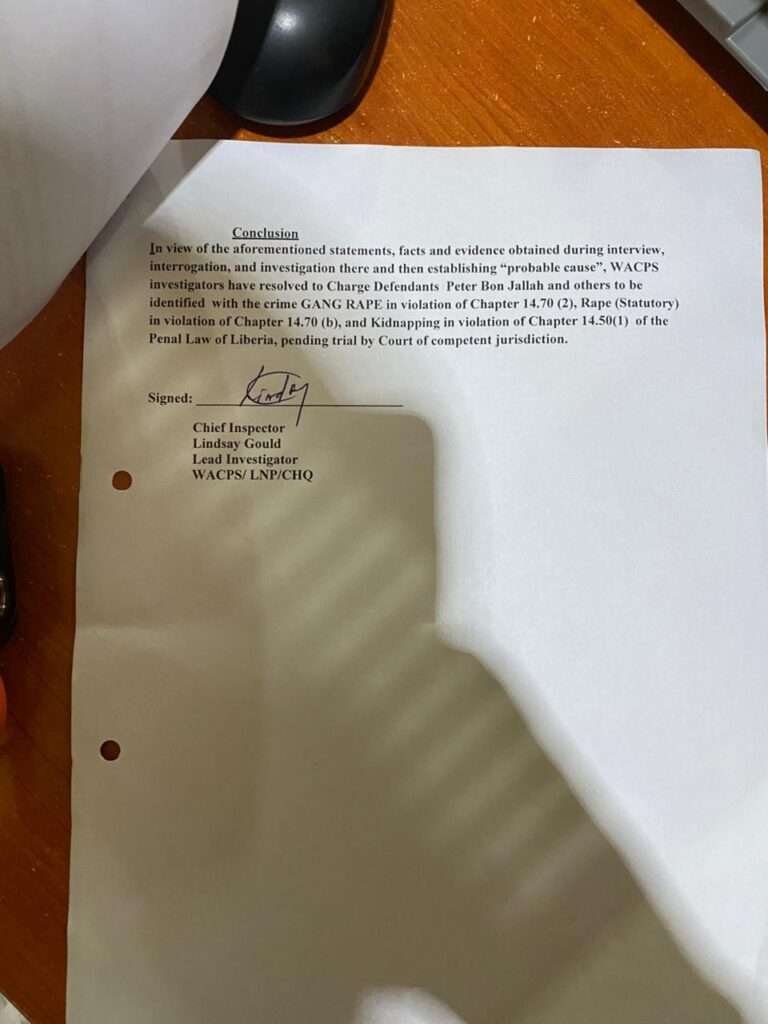 Conclusion
In view of the aforementioned statements, facts and evidence obtained during interview,
interrogation, and investigation there and then establishing “probable cause”, WACPS
investigators have resolved to Charge Defendants Peter Bon Jallah and others to be
identified with the crime GANG RAPE in violation of Chapter 14.70 (2), Rape (Statutory)
in violation of Chapter 14.70 (b), and Kidnapping in violation of Chapter 14.50(1) of the
Penal Law of Liberia, pending trial by Court of competent jurisdiction.
Signed:
Chief Inspector
Lindsay Gould
Lead Investigator
WACPS/ LNP/CHQ